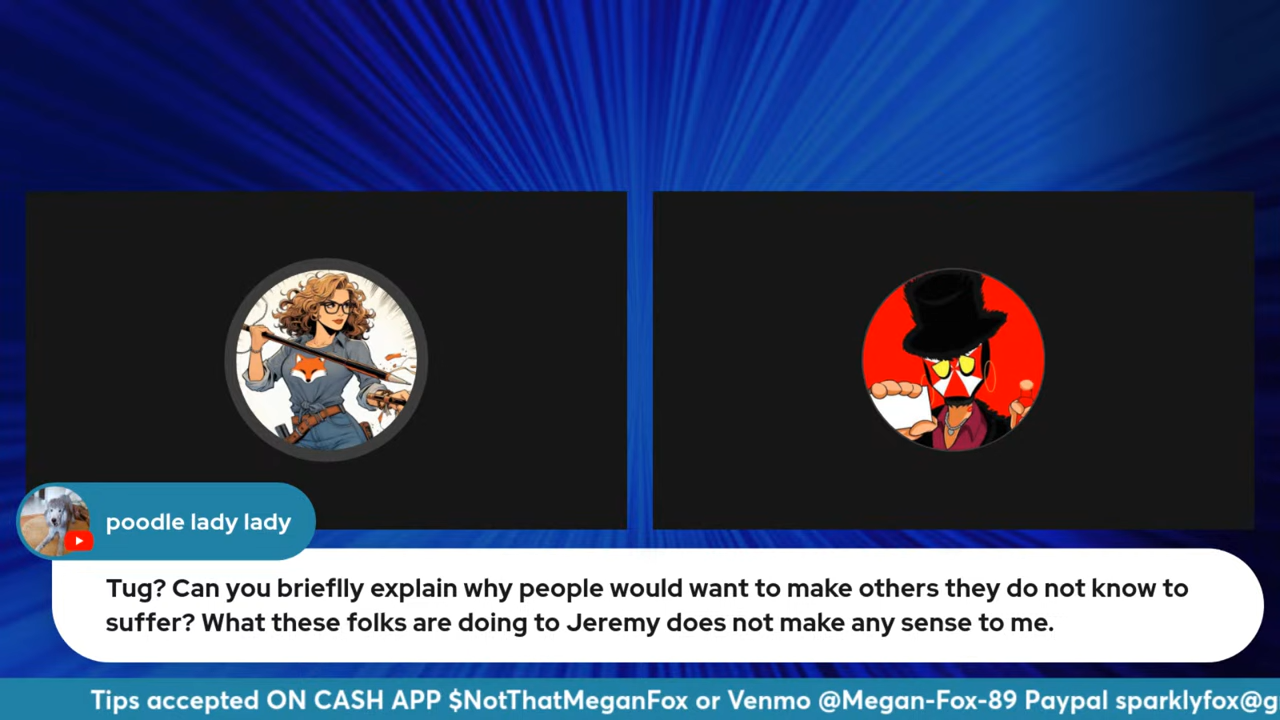 poodle lady lady
Tug? Can you brieflly explain why people would want to make others they do not know to
suffer? What these folks are doing to Jeremy does not make any sense to me.
Tips accepted ON CASH APP $NotThatMeganFox or Venmo @Megan-Fox-89 Paypal sparklyfox@g